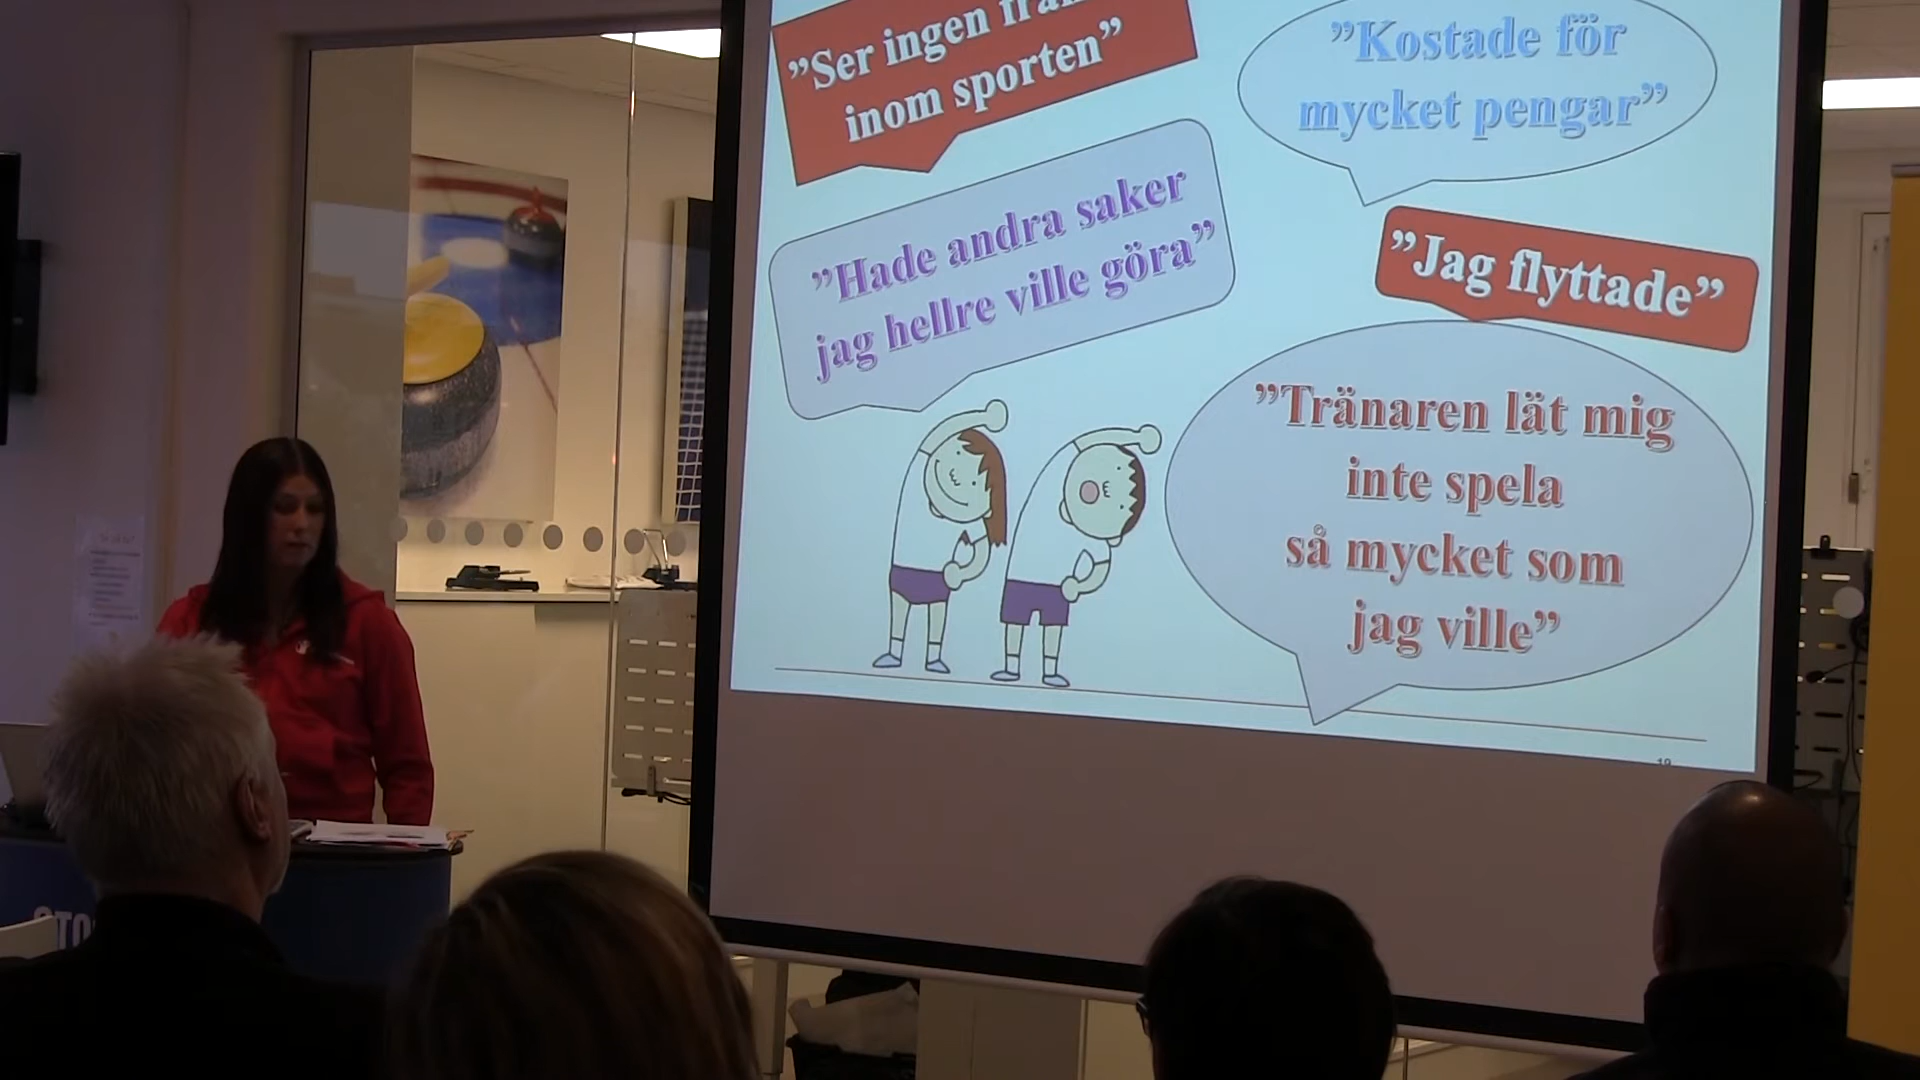 ”Ser ingen
inom sporten”
”Kostade för
mycket pengar”
”Hade andra saker
jag hellre ville göra”
”Jag flyttade”
”Tränaren lät mig
inte spela
så mycket som
jag ville”
19